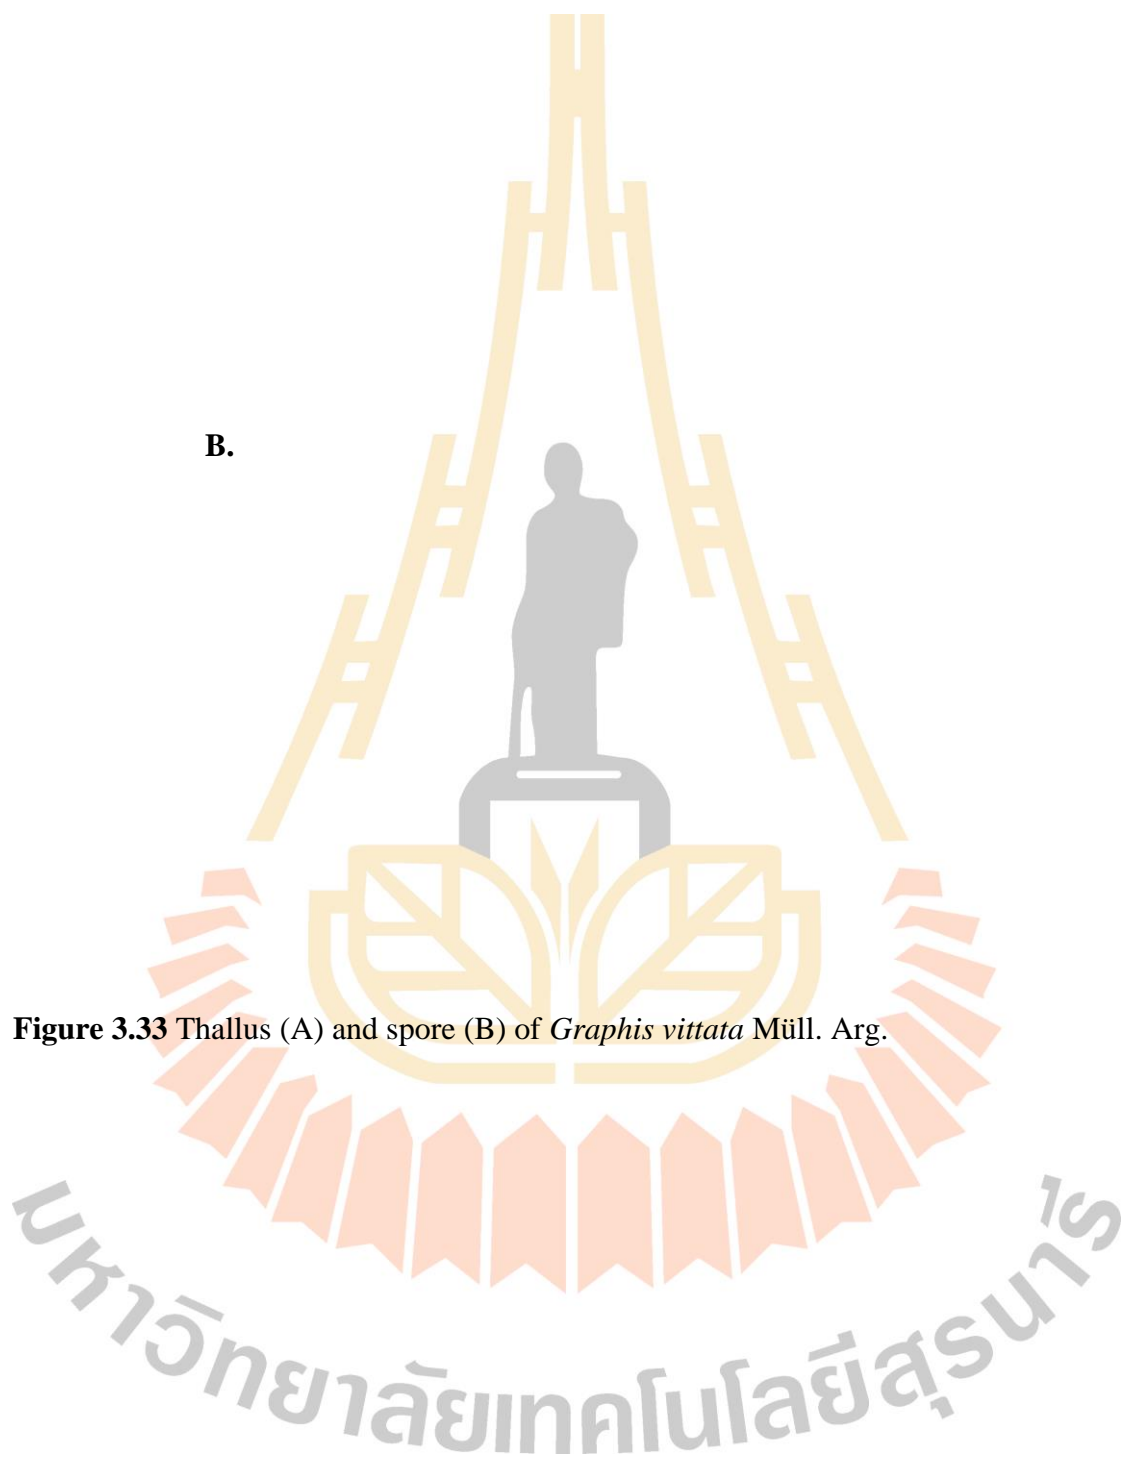 B.
Figure 3.33 Thallus (A) and spore (B) of Graphis vittata Müll. Arg.
มหาวิทยาลัยเทคโนโลยีสุรนารี